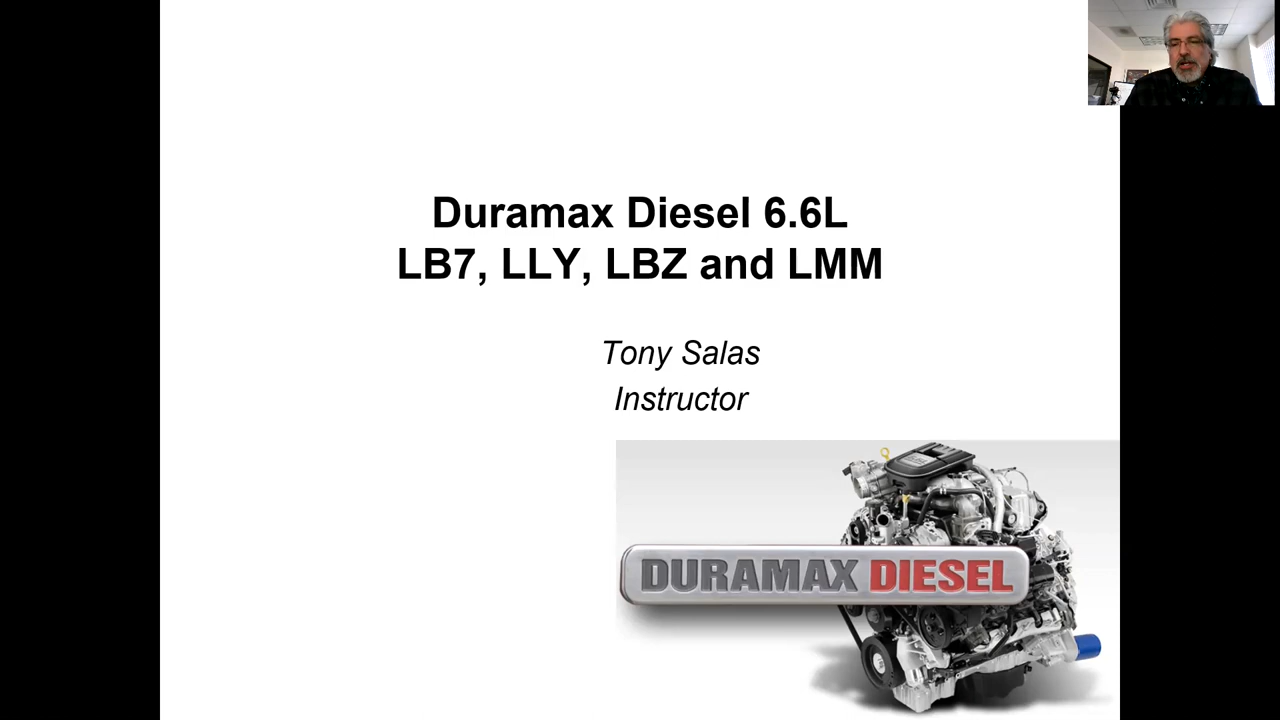 Duramax Diesel 6.6L
LB7, LLY, LBZ and LMM
Tony Salas
Instructor
DURAMAX DIESEL